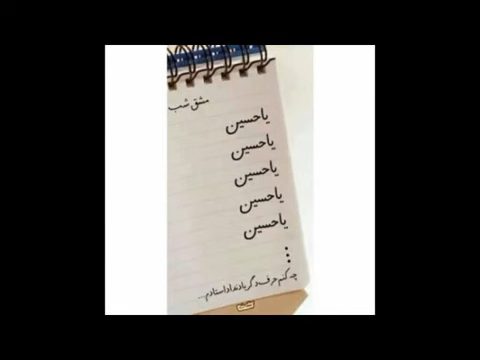 مشق شب
یاحسین
یاحسین
یاحسین
یاحسین
یاحسین
...
چه کنم حرف دگر یاد نداد استادم...